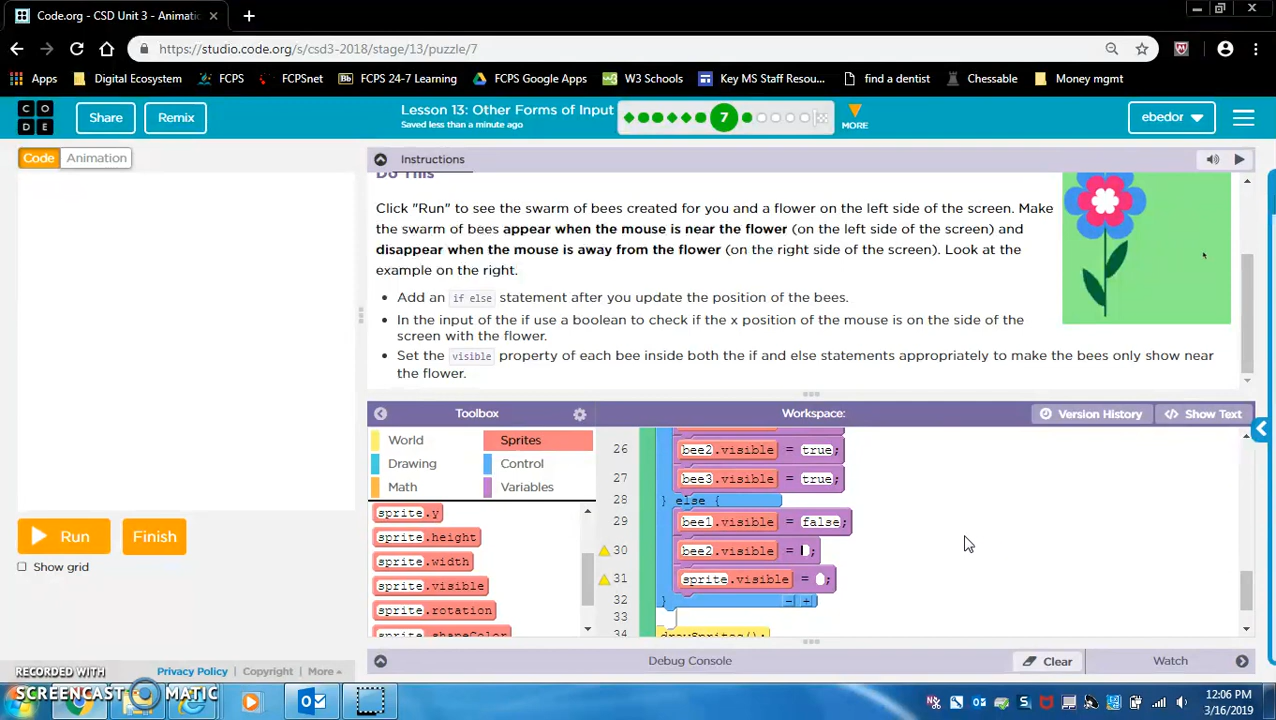 Code.org - CSD Unit 3 - Animatio
https://studio.code.org/s/csd3-2018/stage/13/puzzle/7
Apps
Digital Ecosystem
FCPS
FCPSnet
Bb FCPS 24-7 Learning
FCPS Google Apps
W3 Schools
Key MS Staff Resou...
find a dentist
Chessable
Money mgmt
C O
D E
Share
Remix
Lesson 13: Other Forms of Input
Saved less than a minute ago
7
MORE
ebedor
Code
Animation
Instructions
Do This
Click "Run" to see the swarm of bees created for you and a flower on the left side of the screen. Make
the swarm of bees appear when the mouse is near the flower (on the left side of the screen) and
disappear when the mouse is away from the flower (on the right side of the screen). Look at the
example on the right.
• Add an if else statement after you update the position of the bees.
• In the input of the if use a boolean to check if the x position of the mouse is on the side of the
screen with the flower.
• Set the visible property of each bee inside both the if and else statements appropriately to make the bees only show near
the flower.
Toolbox
Workspace:
Version History
Show Text
World
Sprites
Drawing
Control
Math
Variables
sprite.y
sprite.height
sprite.width
sprite.visible
sprite.rotation
sprite.shapeColor
26 bee2.visible = true;
27 bee3.visible = true;
28 } else {
29 bee1.visible = false;
30 bee2.visible = ;
31 sprite.visible = ;
32 } - +
33
34 drawSprites();
Run
Finish
Show grid
Debug Console
Clear
Watch
Privacy Policy | Copyright | More
RECORDED WITH
SCREENCAST MATIC
12:06 PM
3/16/2019